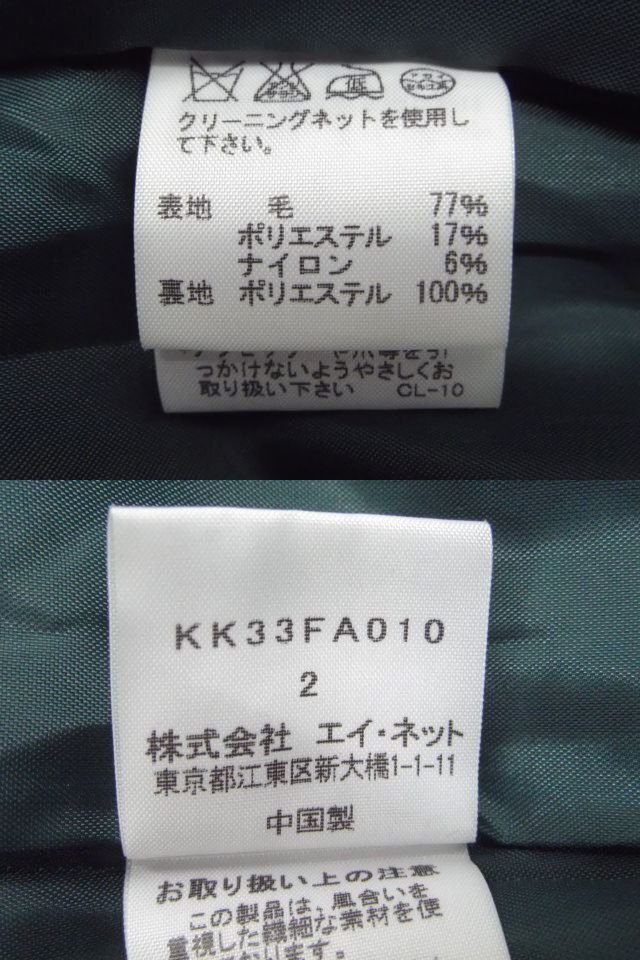 低
クリーニングネットを使用し
て下さい。
表地 毛 77%
ポリエステル 17%
ナイロン 6%
裏地 ポリエステル 100%
つかけないようやさしくお
取り扱い下さい CL-10
KK33FA010
2
株式会社 エイ・ネット
東京都江東区新大橋1-1-11
中国製
お取り扱い上の注意
この製品は、風合いを
重視した繊細な素材を使